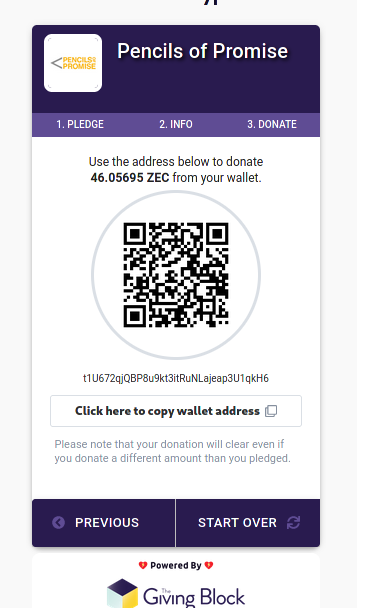 Pencils of Promise
PENCILS OF
PROMISE
1. PLEDGE 2. INFO 3. DONATE
Use the address below to donate
46.05695 ZEC from your wallet.
t1U672qjQBP8u9kt3itRuNLajeap3U1qkH6
Click here to copy wallet address
Please note that your donation will clear even if
you donate a different amount than you pledged.
PREVIOUS START OVER
Powered By
The
Giving Block